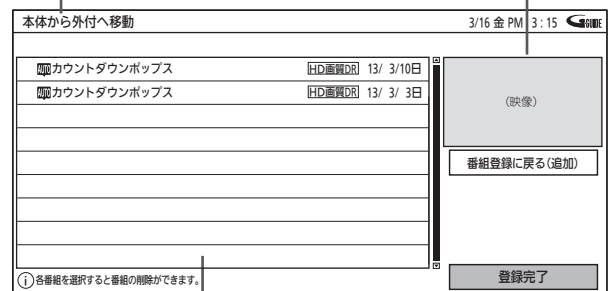 本体から外付へ移動
3/16 金 PM 3:15 GGUIDE
カウントダウンポップス HD画質DR 13/ 3/10日
カウントダウンポップス HD画質DR 13/ 3/ 3日
(映像)
番組登録に戻る(追加)
i 各番組を選択すると番組の削除ができます。
登録完了